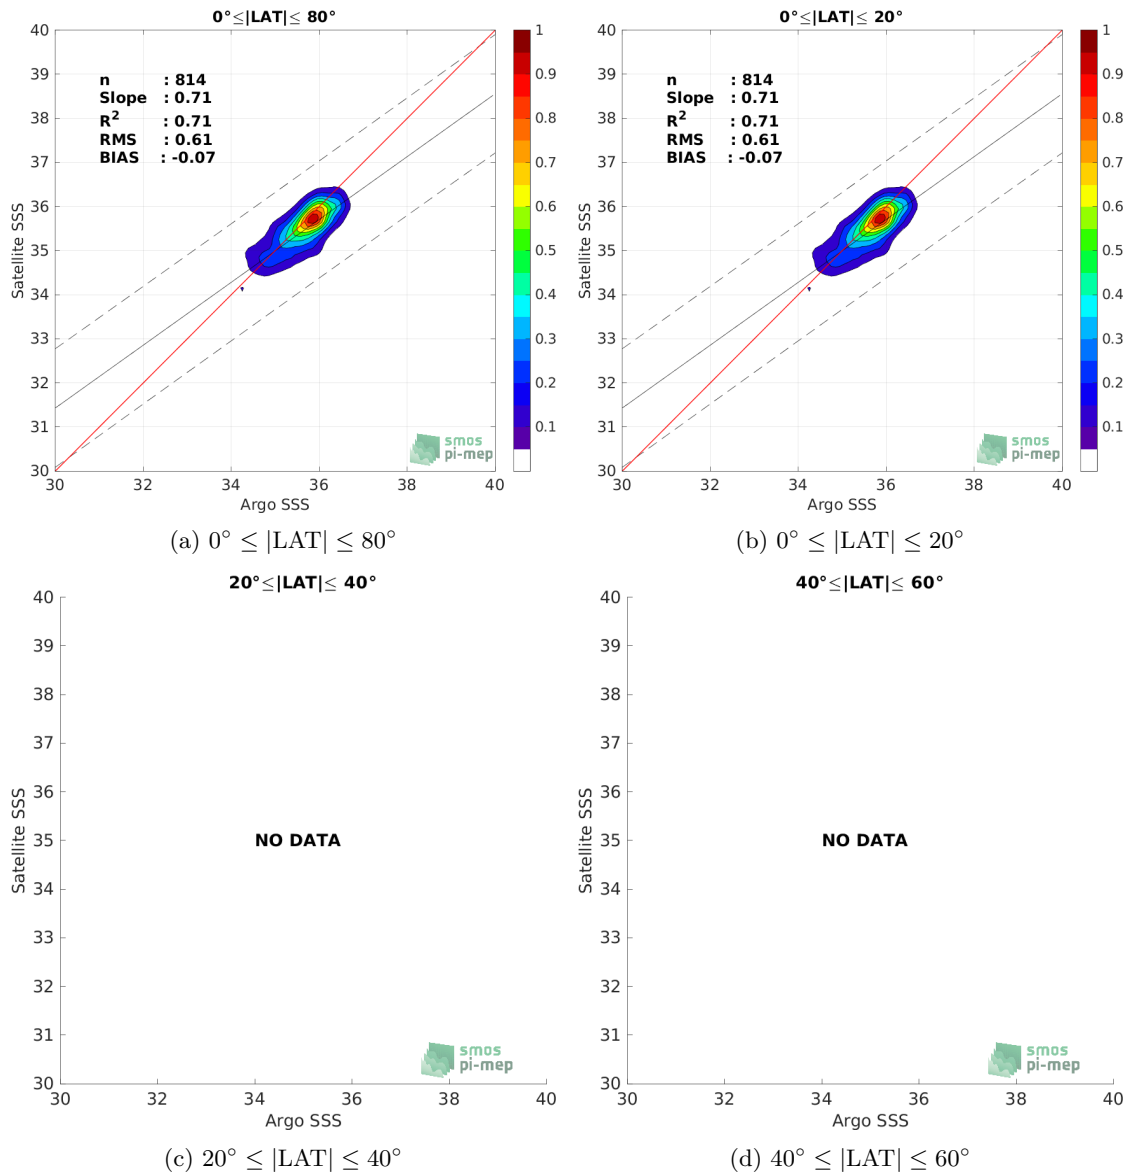 0°≤|LAT|≤ 80°
40
39
38
37
36
35
34
33
32
31
30
Satellite SSS
n : 814
Slope : 0.71
R² : 0.71
RMS : 0.61
BIAS : -0.07
smos
pi-mep
30 32 34 36 38 40
Argo SSS
1
0.9
0.8
0.7
0.6
0.5
0.4
0.3
0.2
0.1
(a) 0° ≤ |LAT| ≤ 80°
0°≤|LAT|≤ 20°
40
39
38
37
36
35
34
33
32
31
30
Satellite SSS
n : 814
Slope : 0.71
R² : 0.71
RMS : 0.61
BIAS : -0.07
smos
pi-mep
30 32 34 36 38 40
Argo SSS
1
0.9
0.8
0.7
0.6
0.5
0.4
0.3
0.2
0.1
(b) 0° ≤ |LAT| ≤ 20°
20°≤|LAT|≤ 40°
40
39
38
37
36
35
34
33
32
31
30
Satellite SSS
NO DATA
smos
pi-mep
30 32 34 36 38 40
Argo SSS
(c) 20° ≤ |LAT| ≤ 40°
40°≤|LAT|≤ 60°
40
39
38
37
36
35
34
33
32
31
30
Satellite SSS
NO DATA
smos
pi-mep
30 32 34 36 38 40
Argo SSS
(d) 40° ≤ |LAT| ≤ 60°